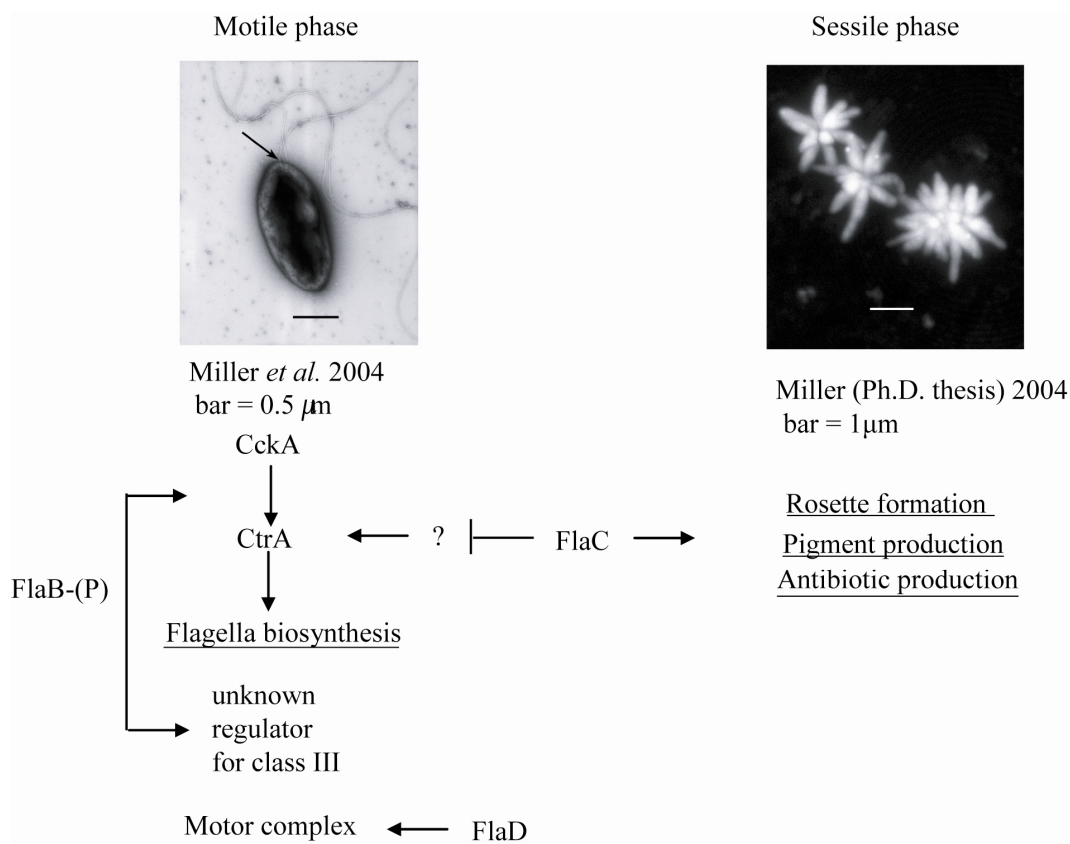 Motile phase
Sessile phase
Miller et al. 2004
bar = 0.5 μm
Miller (Ph.D. thesis) 2004
bar = 1μm
CckA
Rosette formation
CtrA
?
FlaC
Pigment production
Antibiotic production
FlaB-(P)
Flagella biosynthesis
unknown
regulator
for class III
Motor complex
FlaD